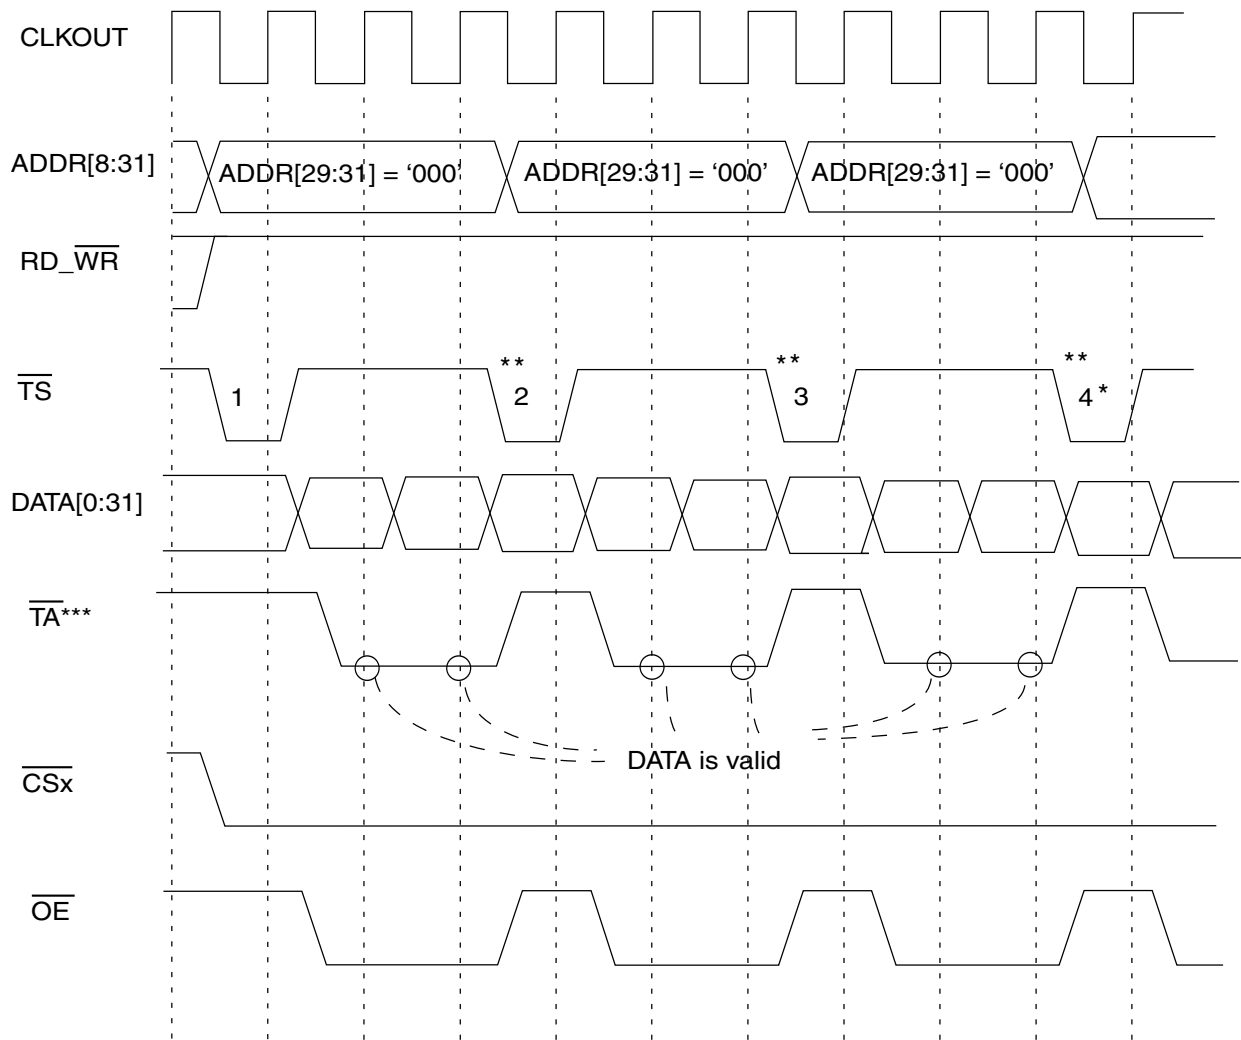 CLKOUT
ADDR[8:31]
ADDR[29:31] = ‘000’ ADDR[29:31] = ‘000’ ADDR[29:31] = ‘000’
RD_WR
TS
** ** **
1 2 3 4*
DATA[0:31]
TA***
DATA is valid
CSx
OE